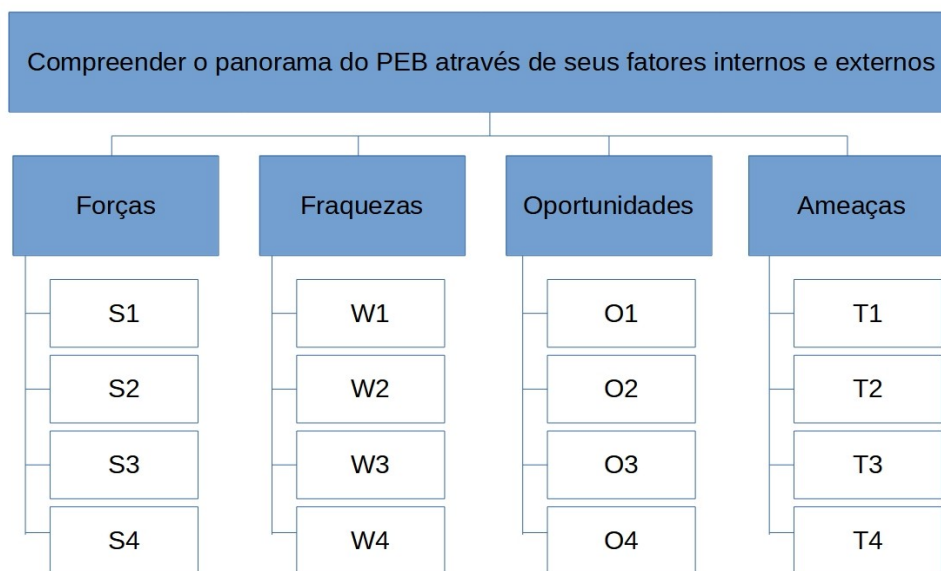 Compreender o panorama do PEB através de seus fatores internos e externos
Forças
Fraquezas
Oportunidades
Ameaças
S1
W1
O1
T1
S2
W2
O2
T2
S3
W3
O3
T3
S4
W4
O4
T4